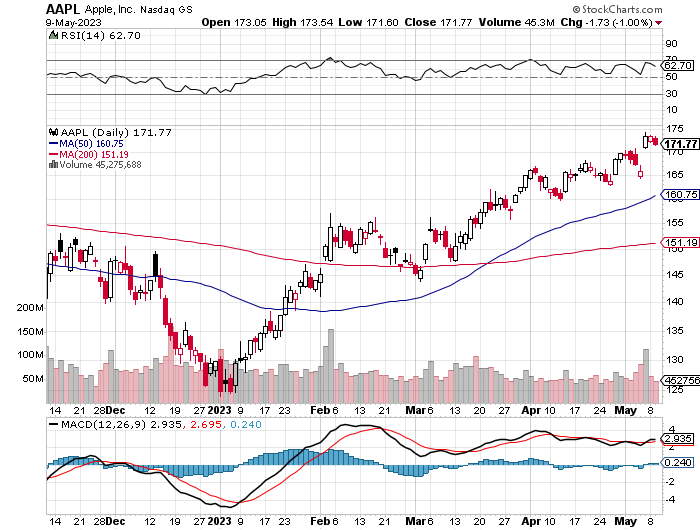 AAPL Apple, Inc. Nasdaq GS © StockCharts.com
9-May-2023 Open 173.05 High 173.54 Low 171.60 Close 171.77 Volume 45.3M Chg -1.73 (-1.00%)
RSI(14) 62.70
90
70
62.70
50
30
10
AAPL (Daily) 171.77
MA(50) 160.75
MA(200) 151.19
Volume 45,275,688
175
171.77
170
165
160.75
160
155
151.19
150
145
140
135
130
125
200M
150M
100M
50M
452756
14 21 28 Dec 12 19 27 2023 9 17 23 Feb 6 13 21 Mar 6 13 20 27 Apr 10 17 24 May 8
MACD(12,26,9) 2.935, 2.695, 0.240
4
2.935
2
0.240
-2
-4
14 21 28 Dec 12 19 27 2023 9 17 23 Feb 6 13 21 Mar 6 13 20 27 Apr 10 17 24 May 8